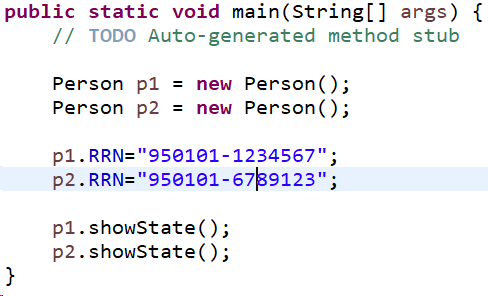 public static void main(String[] args) {
// TODO Auto-generated method stub
Person p1 = new Person();
Person p2 = new Person();
p1.RRN="950101-1234567";
p2.RRN="950101-6789123";
p1.showState();
p2.showState();
}